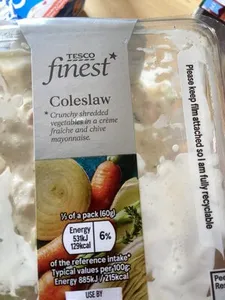 TESCO
finest*
Coleslaw
* Crunchy shredded
vegetables in a crème
fraîche and chive
mayonnaise.
Please keep film attached so I am fully recyclable
⅕ of a pack (60g)
Energy
531kJ
129kcal
6%
of the reference intake*
Typical values per 100g:
Energy 885kJ / 215kcal
USE BY